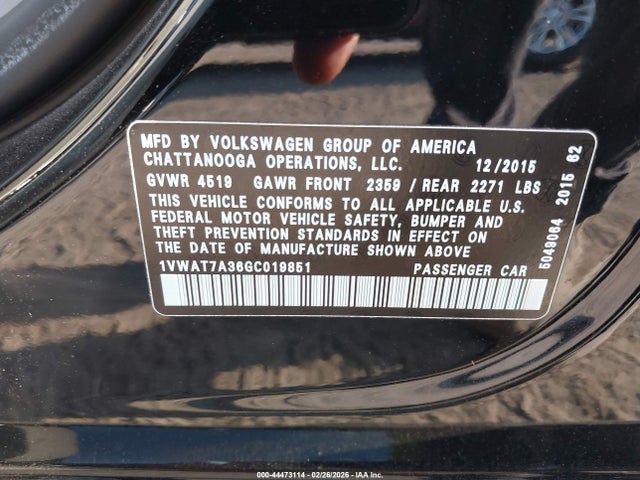 MFD BY VOLKSWAGEN GROUP OF AMERICA
CHATTANOOGA OPERATIONS, LLC. 12/2015
GVWR 4519 GAWR FRONT 2359 / REAR 2271 LBS
THIS VEHICLE CONFORMS TO ALL APPLICABLE U.S.
FEDERAL MOTOR VEHICLE SAFETY, BUMPER AND
THEFT PREVENTION STANDARDS IN EFFECT ON
THE DATE OF MANUFACTURE SHOWN ABOVE
1VWAT7A36GC019851 PASSENGER CAR
5049064 2015 62
000-44473114 - 02/26/2026 - IAA Inc.